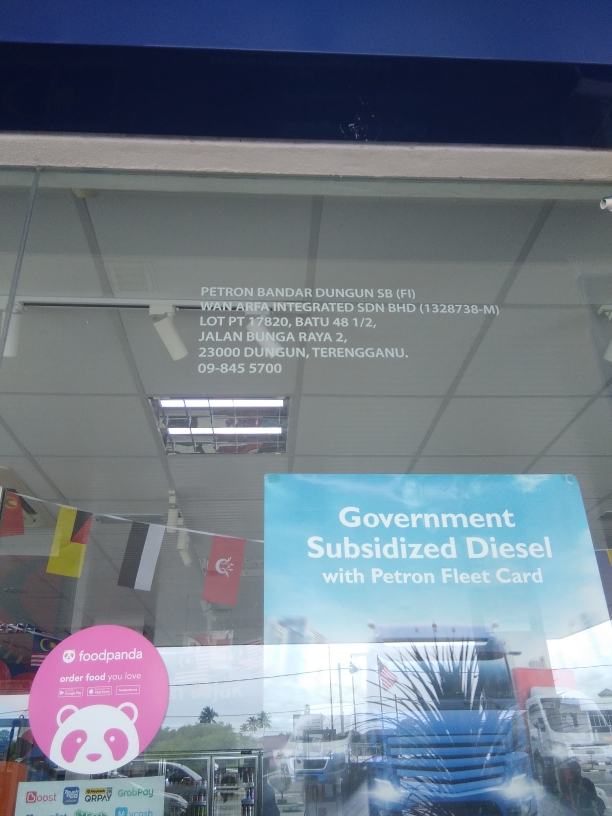 PETRON BANDAR DUNGUN SB (FI)
WAN ARFA INTEGRATED SDN BHD (1328738-M)
LOT PT 17820, BATU 48 1/2,
JALAN BUNGA RAYA 2,
23000 DUNGUN, TERENGGANU.
09-845 5700
Government
Subsidized Diesel
with Petron Fleet Card
foodpanda
order food you love
Boost
QRPAY
GrabPay